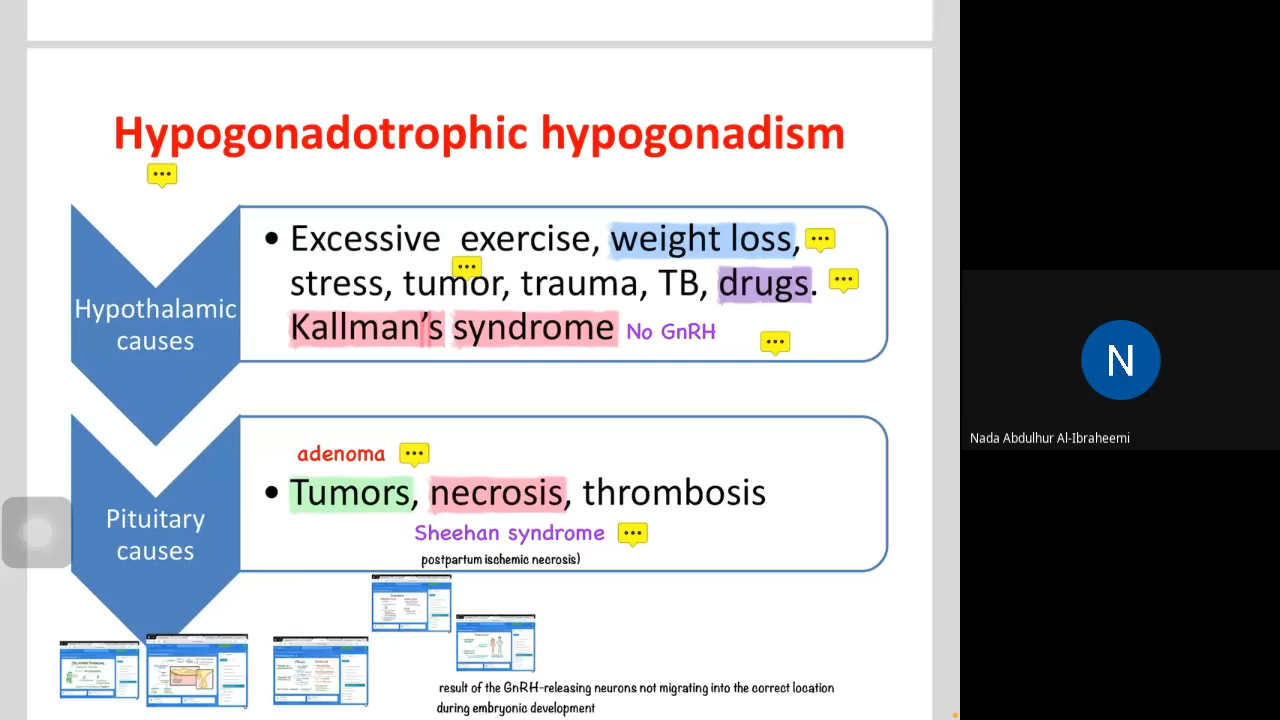 Hypogonadotrophic hypogonadism
Hypothalamic
causes
• Excessive exercise, weight loss,
stress, tumor, trauma, TB, drugs.
Kallman's syndrome No GnRH
Pituitary
causes
adenoma
• Tumors, necrosis, thrombosis
Sheehan syndrome
postpartum ischemic necrosis)
result of the GnRH-releasing neurons not migrating into the correct location
during embryonic development
N
Nada Abdulhur Al-Ibraheemi